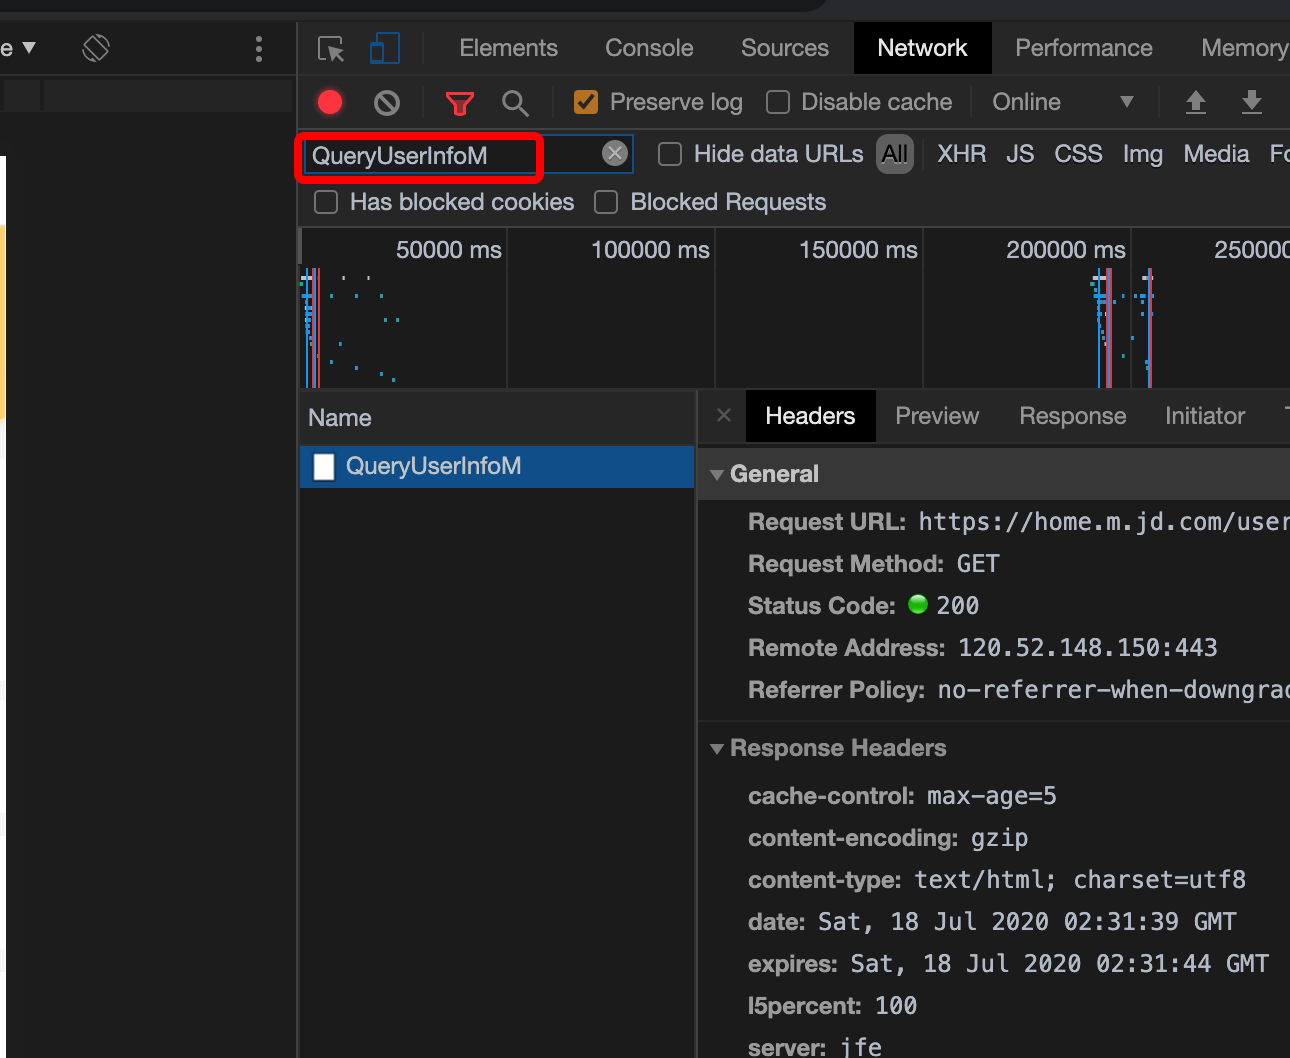 e
Elements Console Sources Network Performance Memory
Preserve log Disable cache Online
QueryUserInfoM Hide data URLs All XHR JS CSS Img Media Fo
Has blocked cookies Blocked Requests
50000 ms 100000 ms 150000 ms 200000 ms 250000
Name
Headers Preview Response Initiator
QueryUserInfoM
General
Request URL: https://home.m.jd.com/user
Request Method: GET
Status Code: 200
Remote Address: 120.52.148.150:443
Referrer Policy: no-referrer-when-downgrad
Response Headers
cache-control: max-age=5
content-encoding: gzip
content-type: text/html; charset=utf8
date: Sat, 18 Jul 2020 02:31:39 GMT
expires: Sat, 18 Jul 2020 02:31:44 GMT
l5percent: 100
server: jfe